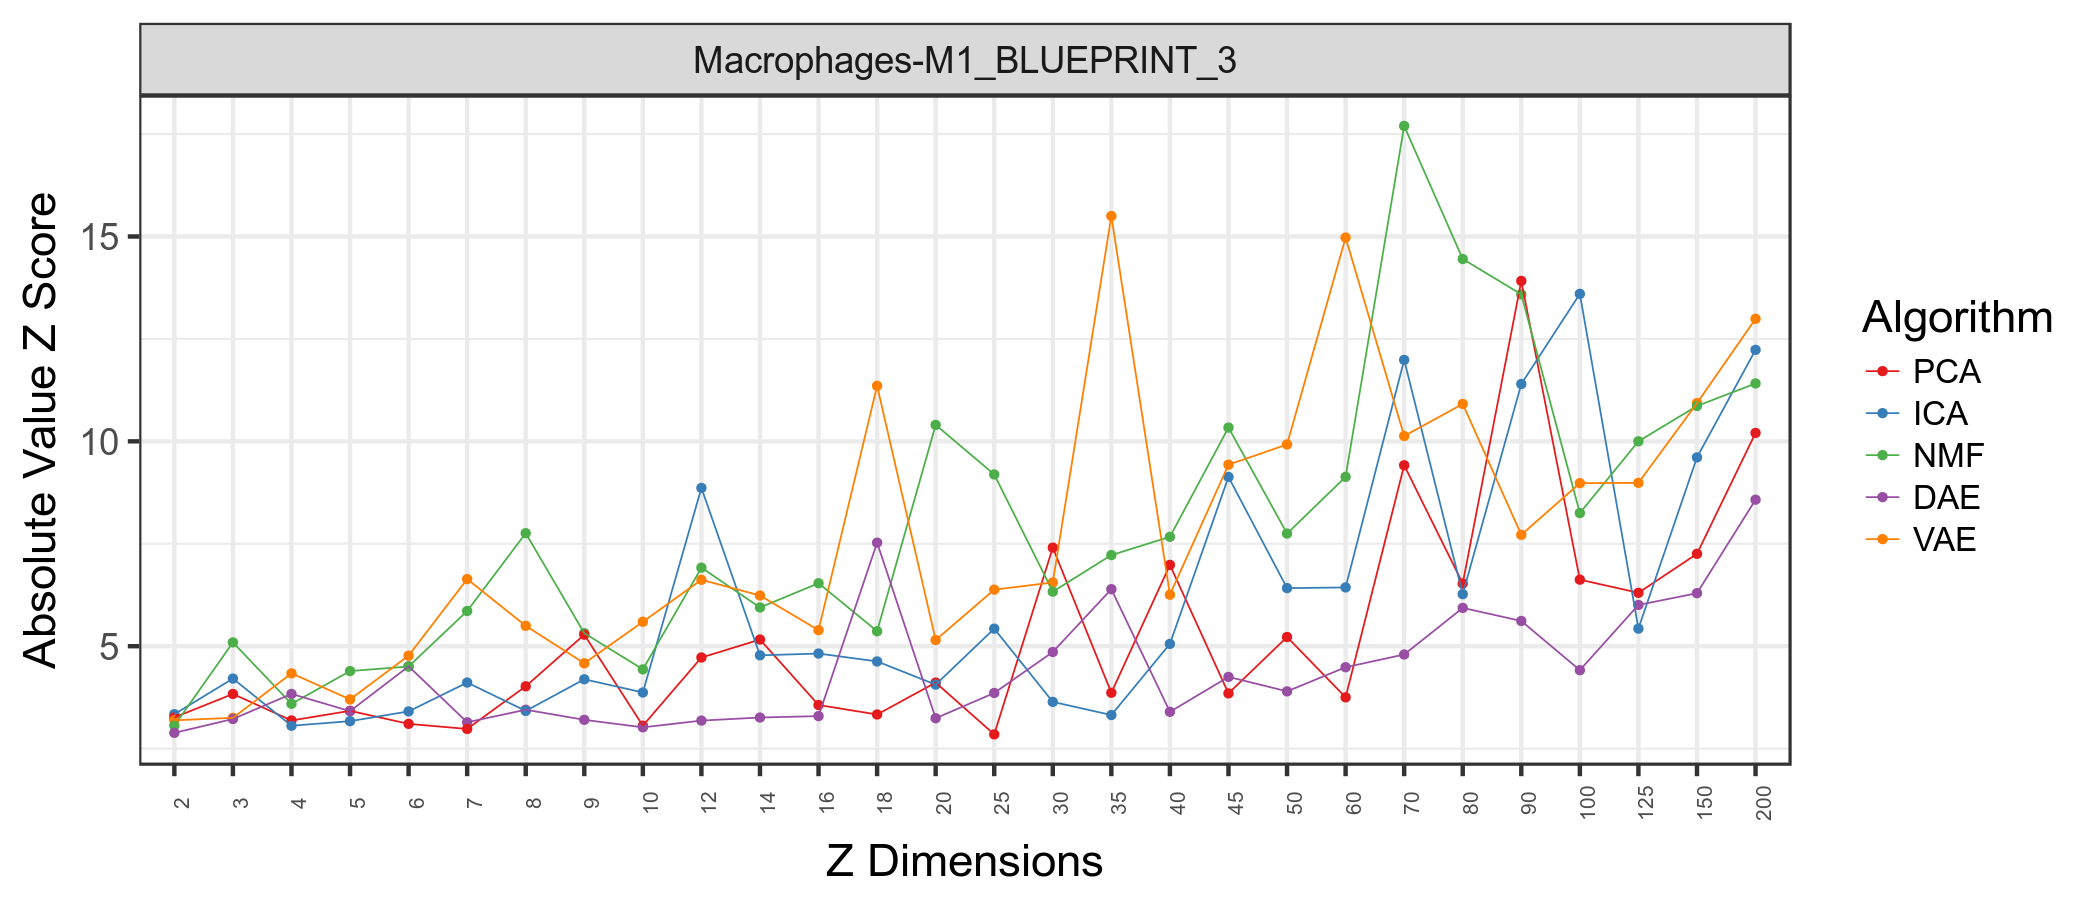 Macrophages-M1_BLUEPRINT_3
Absolute Value Z Score
15
10
5
2 3 4 5 6 7 8 9 10 12 14 16 18 20 25 30 35 40 45 50 60 70 80 90 100 125 150 200
Z Dimensions
Algorithm
PCA
ICA
NMF
DAE
VAE